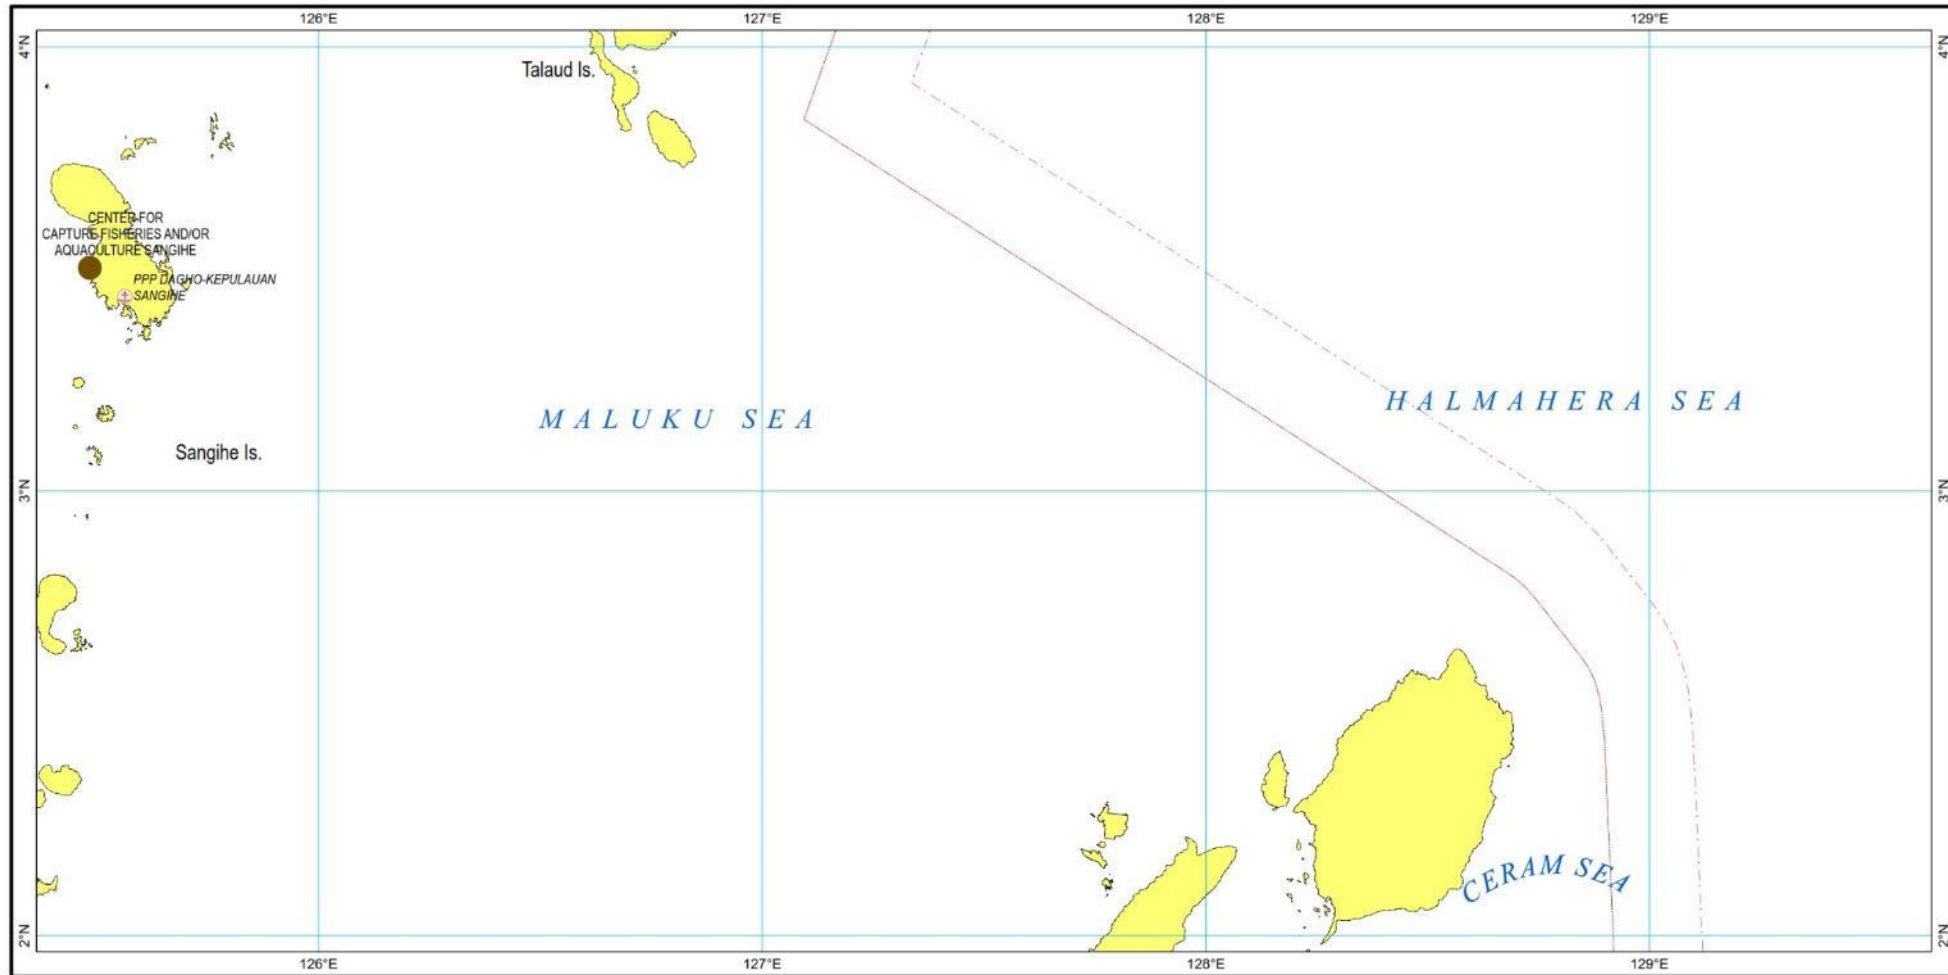 126°E 127°E 128°E 129°E
4°N 4°N
Talaud Is.
CENTER FOR
CAPTURE FISHERIES AND/OR
AQUACULTURE SANGIHE
PPP DAGHO-KEPULAUAN
SANGIHE
HALMAHERA SEA
MALUKU SEA
Sangihe Is.
3°N 3°N
CERAM SEA
2°N 2°N
126°E 127°E 128°E 129°E